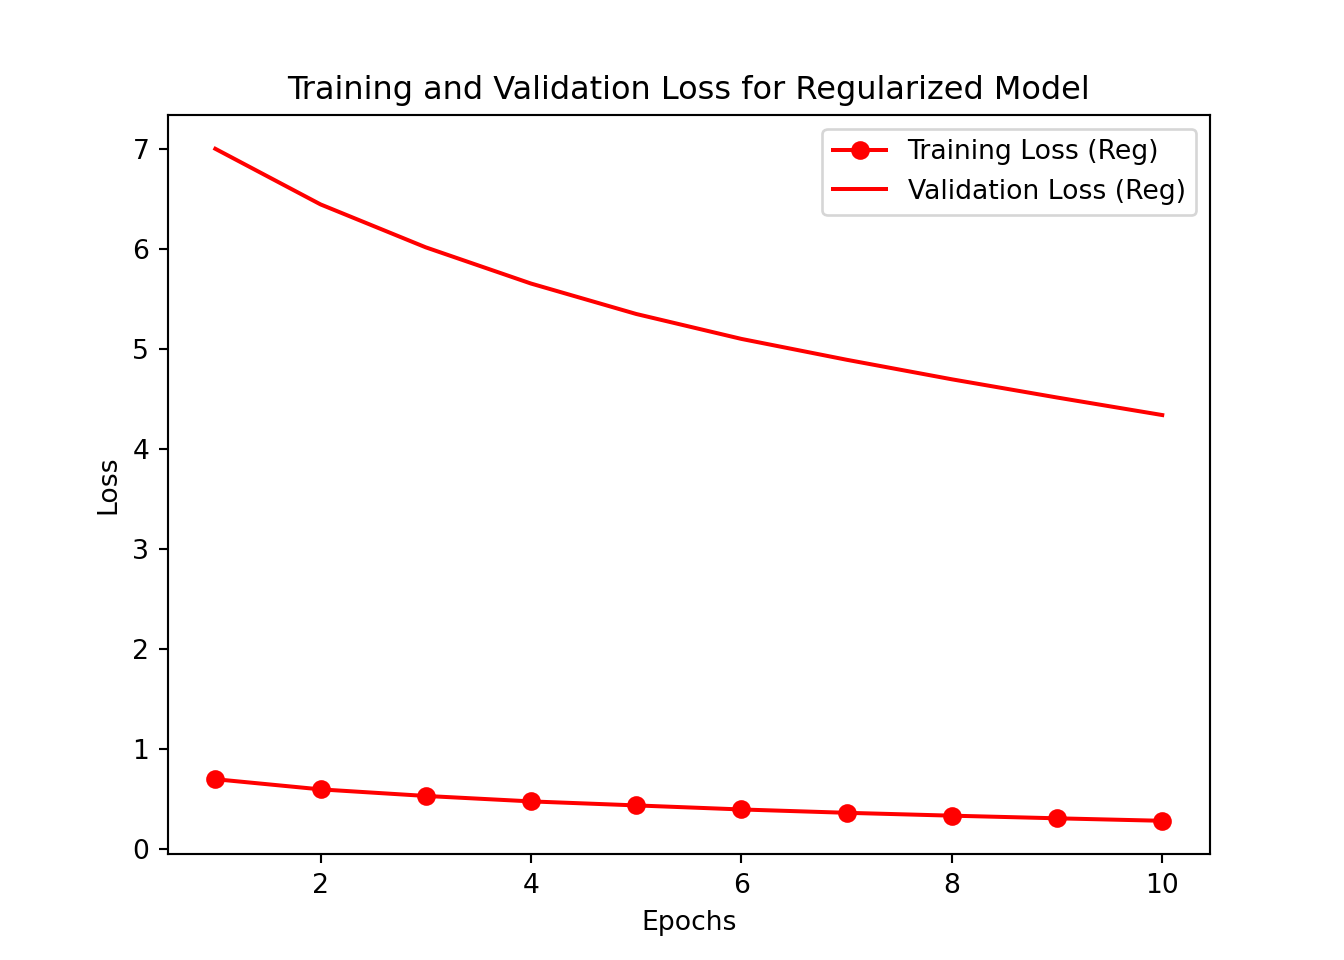 Training and Validation Loss for Regularized Model
Training Loss (Reg)
Validation Loss (Reg)
7
6
5
4
3
2
1
0
Loss
2 4 6 8 10
Epochs